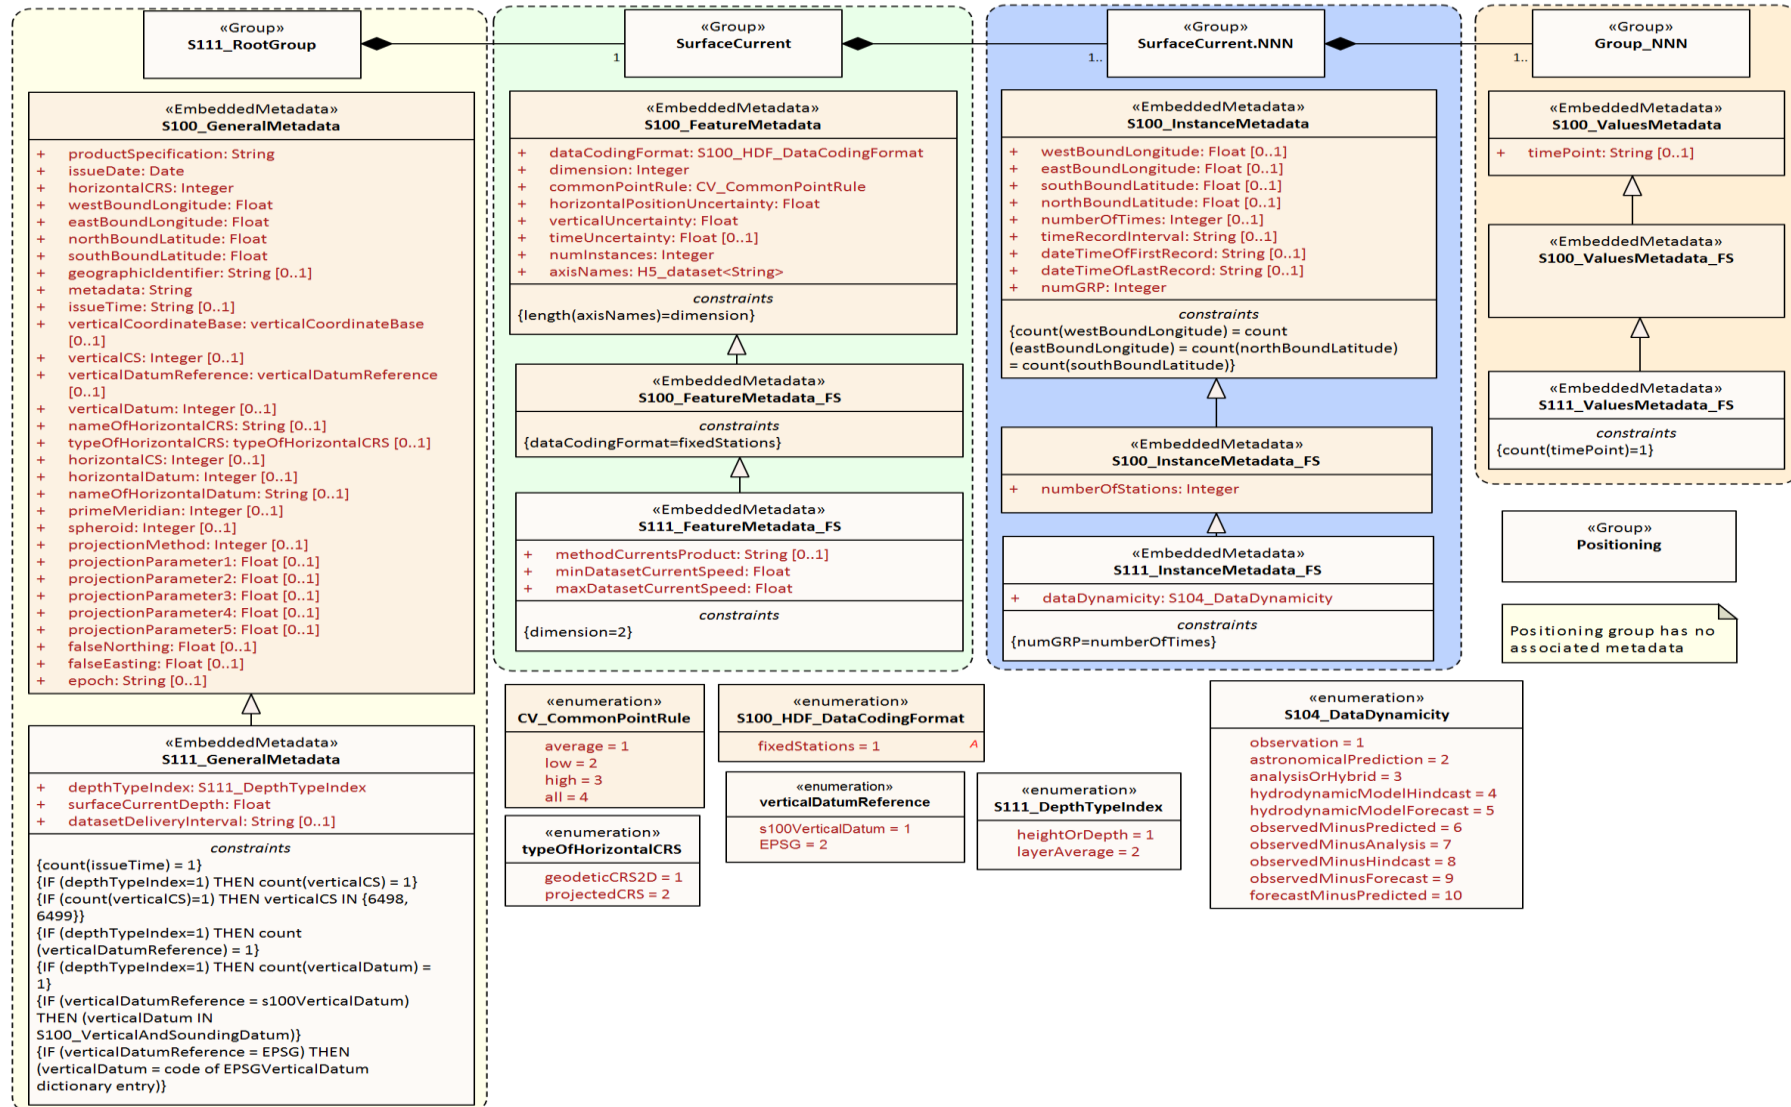 «Group»
S111_RootGroup
«Group»
SurfaceCurrent
1
«Group»
SurfaceCurrent.NNN
1..
«Group»
Group_NNN
1..
«EmbeddedMetadata»
S100_GeneralMetadata
+ productSpecification: String
+ issueDate: Date
+ horizontalCRS: Integer
+ westBoundLongitude: Float
+ eastBoundLongitude: Float
+ northBoundLatitude: Float
+ southBoundLatitude: Float
+ geographicIdentifier: String [0..1]
+ metadata: String
+ issueTime: String [0..1]
+ verticalCoordinateBase: verticalCoordinateBase
[0..1]
+ verticalCS: Integer [0..1]
+ verticalDatumReference: verticalDatumReference
[0..1]
+ verticalDatum: Integer [0..1]
+ nameOfHorizontalCRS: String [0..1]
+ typeOfHorizontalCRS: typeOfHorizontalCRS [0..1]
+ horizontalCS: Integer [0..1]
+ horizontalDatum: Integer [0..1]
+ nameOfHorizontalDatum: String [0..1]
+ primeMeridian: Integer [0..1]
+ spheroid: Integer [0..1]
+ projectionMethod: Integer [0..1]
+ projectionParameter1: Float [0..1]
+ projectionParameter2: Float [0..1]
+ projectionParameter3: Float [0..1]
+ projectionParameter4: Float [0..1]
+ projectionParameter5: Float [0..1]
+ falseNorthing: Float [0..1]
+ falseEasting: Float [0..1]
+ epoch: String [0..1]
«EmbeddedMetadata»
S111_GeneralMetadata
+ depthTypeIndex: S111_DepthTypeIndex
+ surfaceCurrentDepth: Float
+ datasetDeliveryInterval: String [0..1]
constraints
{count(issueTime) = 1}
{IF (depthTypeIndex=1) THEN count(verticalCS) = 1}
{IF (count(verticalCS)=1) THEN verticalCS IN {6498,
6499}}
{IF (depthTypeIndex=1) THEN count
(verticalDatumReference) = 1}
{IF (depthTypeIndex=1) THEN count(verticalDatum) =
1}
{IF (verticalDatumReference = s100VerticalDatum)
THEN (verticalDatum IN
S100_VerticalAndSoundingDatum)}
{IF (verticalDatumReference = EPSG) THEN
(verticalDatum = code of EPSGVerticalDatum
dictionary entry)}
«EmbeddedMetadata»
S100_FeatureMetadata
+ dataCodingFormat: S100_HDF_DataCodingFormat
+ dimension: Integer
+ commonPointRule: CV_CommonPointRule
+ horizontalPositionUncertainty: Float
+ verticalUncertainty: Float
+ timeUncertainty: Float [0..1]
+ numInstances: Integer
+ axisNames: H5_dataset<String>
constraints
{length(axisNames)=dimension}
«EmbeddedMetadata»
S100_FeatureMetadata_FS
constraints
{dataCodingFormat=fixedStations}
«EmbeddedMetadata»
S111_FeatureMetadata_FS
+ methodCurrentsProduct: String [0..1]
+ minDatasetCurrentSpeed: Float
+ maxDatasetCurrentSpeed: Float
constraints
{dimension=2}
«EmbeddedMetadata»
S100_InstanceMetadata
+ westBoundLongitude: Float [0..1]
+ eastBoundLongitude: Float [0..1]
+ southBoundLatitude: Float [0..1]
+ northBoundLatitude: Float [0..1]
+ numberOfTimes: Integer [0..1]
+ timeRecordInterval: String [0..1]
+ dateTimeOfFirstRecord: String [0..1]
+ dateTimeOfLastRecord: String [0..1]
+ numGRP: Integer
constraints
{count(westBoundLongitude) = count
(eastBoundLongitude) = count(northBoundLatitude)
= count(southBoundLatitude)}
«EmbeddedMetadata»
S100_InstanceMetadata_FS
+ numberOfStations: Integer
«EmbeddedMetadata»
S111_InstanceMetadata_FS
+ dataDynamicity: S104_DataDynamicity
constraints
{numGRP=numberOfTimes}
«EmbeddedMetadata»
S100_ValuesMetadata
+ timePoint: String [0..1]
«EmbeddedMetadata»
S100_ValuesMetadata_FS
«EmbeddedMetadata»
S111_ValuesMetadata_FS
constraints
{count(timePoint)=1}
«Group»
Positioning
Positioning group has no
associated metadata
«enumeration»
CV_CommonPointRule
average = 1
low = 2
high = 3
all = 4
«enumeration»
S100_HDF_DataCodingFormat
fixedStations = 1
A
«enumeration»
typeOfHorizontalCRS
geodeticCRS2D = 1
projectedCRS = 2
«enumeration»
verticalDatumReference
s100VerticalDatum = 1
EPSG = 2
«enumeration»
S111_DepthTypeIndex
heightOrDepth = 1
layerAverage = 2
«enumeration»
S104_DataDynamicity
observation = 1
astronomicalPrediction = 2
analysisOrHybrid = 3
hydrodynamicModelHindcast = 4
hydrodynamicModelForecast = 5
observedMinusPredicted = 6
observedMinusAnalysis = 7
observedMinusHindcast = 8
observedMinusForecast = 9
forecastMinusPredicted = 10